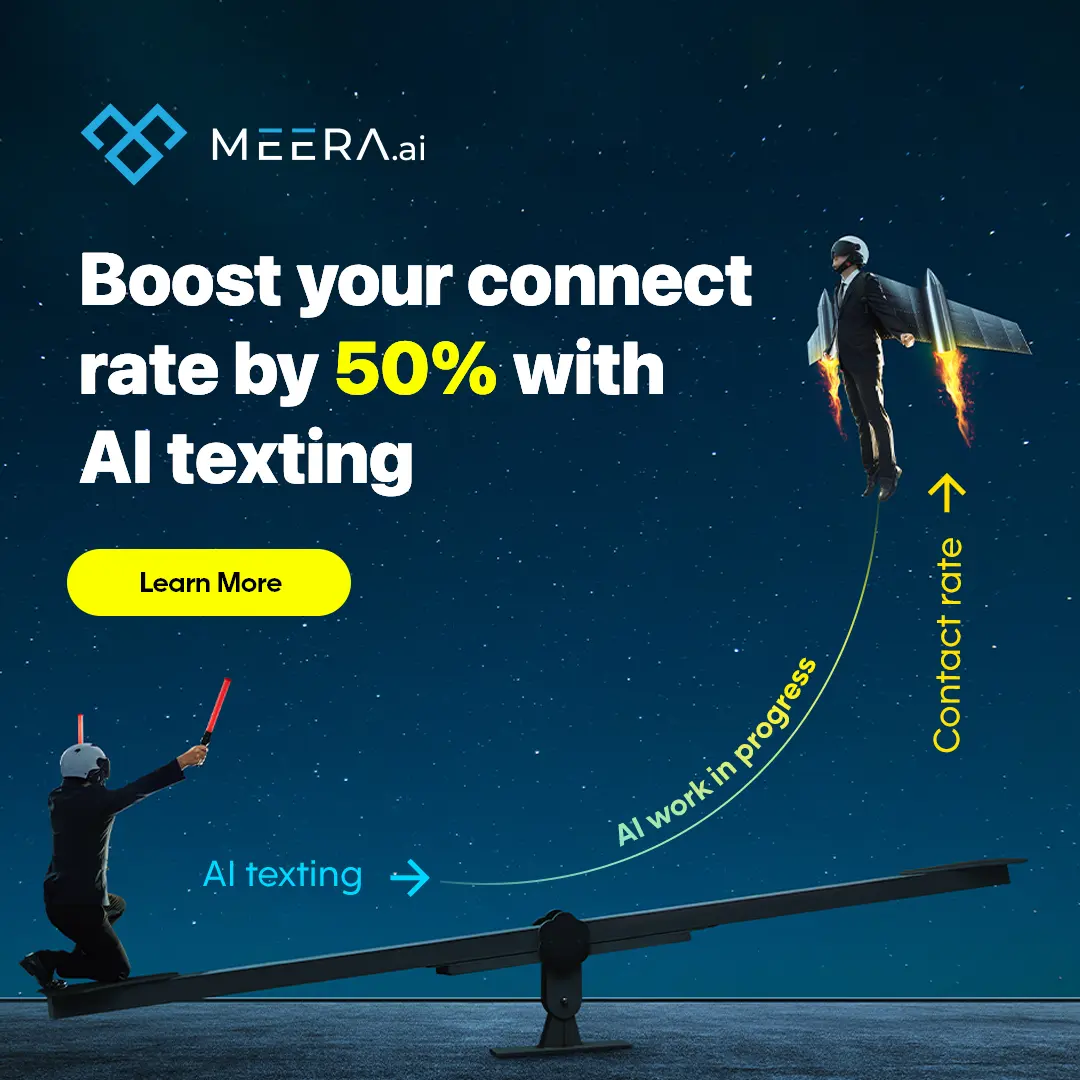 MEERA.ai
Boost your connect
rate by 50% with
AI texting
Learn More
Contact rate
AI work in progress
AI texting